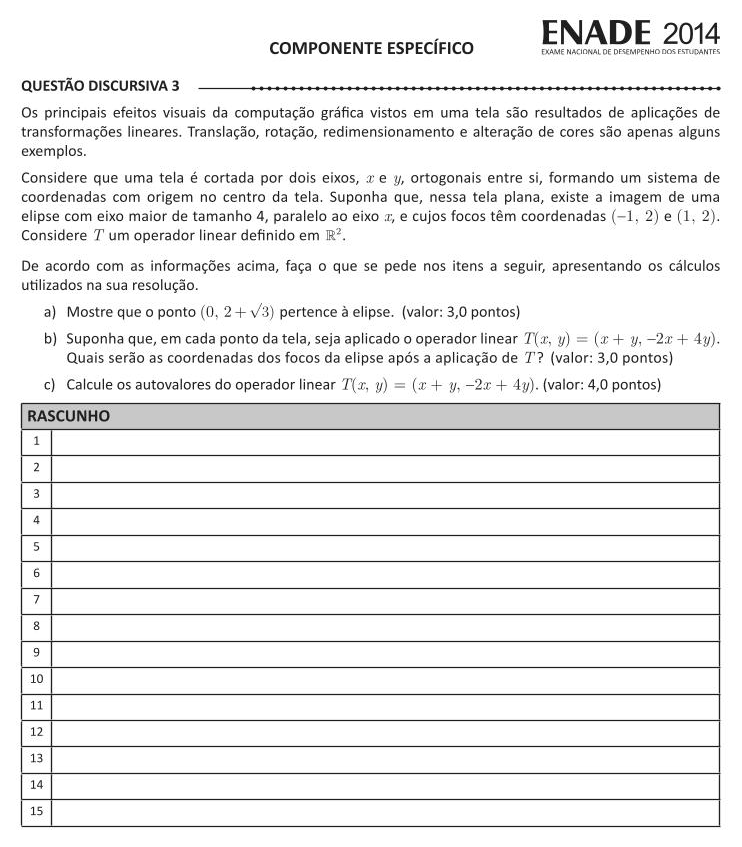 ENADE 2014
EXAME NACIONAL DE DESEMPENHO DOS ESTUDANTES
COMPONENTE ESPECÍFICO
QUESTÃO DISCURSIVA 3
Os principais efeitos visuais da computação gráfica vistos em uma tela são resultados de aplicações de
transformações lineares. Translação, rotação, redimensionamento e alteração de cores são apenas alguns
exemplos.
Considere que uma tela é cortada por dois eixos, x e y, ortogonais entre si, formando um sistema de
coordenadas com origem no centro da tela. Suponha que, nessa tela plana, existe a imagem de uma
elipse com eixo maior de tamanho 4, paralelo ao eixo x, e cujos focos têm coordenadas (−1, 2) e (1, 2).
Considere T um operador linear definido em ℝ².
De acordo com as informações acima, faça o que se pede nos itens a seguir, apresentando os cálculos
utilizados na sua resolução.
a) Mostre que o ponto (0, 2 + √3) pertence à elipse. (valor: 3,0 pontos)
b) Suponha que, em cada ponto da tela, seja aplicado o operador linear T(x, y) = (x + y, −2x + 4y).
Quais serão as coordenadas dos focos da elipse após a aplicação de T? (valor: 3,0 pontos)
c) Calcule os autovalores do operador linear T(x, y) = (x + y, −2x + 4y). (valor: 4,0 pontos)
RASCUNHO
1
2
3
4
5
6
7
8
9
10
11
12
13
14
15